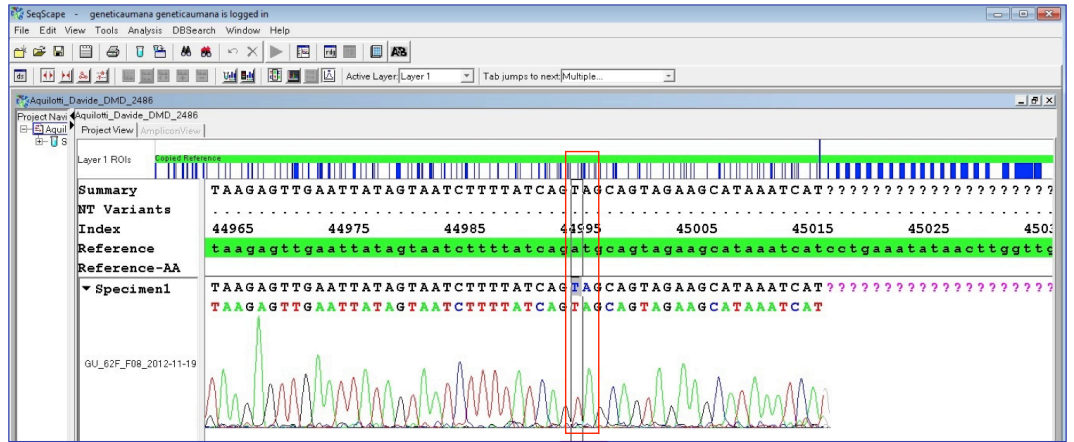 SeqScape - geneticaumana geneticaumana is logged in
File Edit View Tools Analysis DBSearch Window Help
Active Layer: Layer 1 Tab jumps to next: Multiple...
Aquilotti_Davide_DMD_2486
Project Navi Aquilotti_Davide_DMD_2486
Aquil Project View AmpliconView
S
Layer 1 ROIs Copied Reference
Summary TAAGAGTTGAATTATAGTAATCTTTTATCAGTAGCAGTAGAAGCATAAATCAT????????????????????
NT Variants
Index 44965 44975 44985 44995 45005 45015 45025 4503
Reference taagagttgaattatagtaatcttttatcagatgcagtagaagcataaatcatcctgaaatataacttggttg
Reference-AA
Specimen1 TAAGAGTTGAATTATAGTAATCTTTTATCAGTAGCAGTAGAAGCATAAATCAT????????????????????
TAAGAGTTGAATTATAGTAATCTTTTATCAGTAGCAGTAGAAGCATAAATCAT
GU_62F_F08_2012-11-19